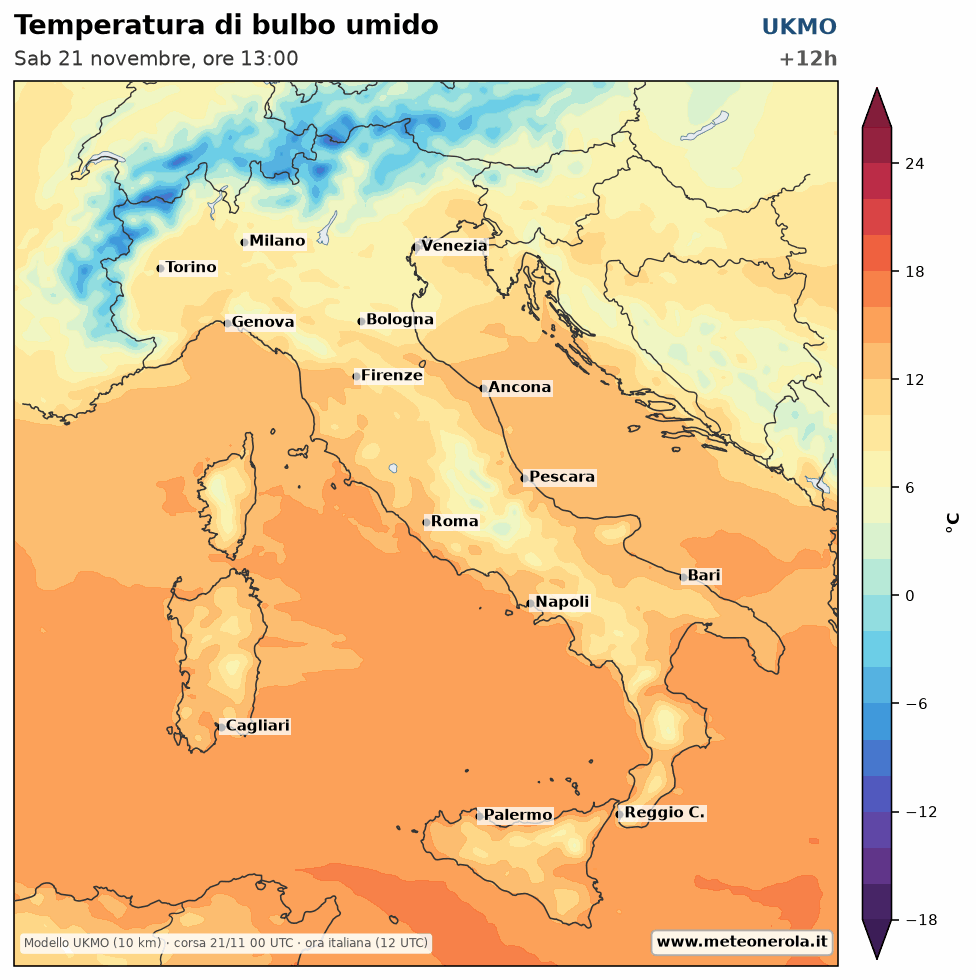 Temperatura di bulbo umido
UKMO
Sab 21 novembre, ore 13:00
+12h
Milano
Venezia
Torino
Genova
Bologna
Firenze
Ancona
Pescara
Roma
Bari
Napoli
Cagliari
Palermo
Reggio C.
24
18
12
6
0
−6
−12
−18
°C
Modello UKMO (10 km) · corsa 21/11 00 UTC · ora italiana (12 UTC)
www.meteonerola.it